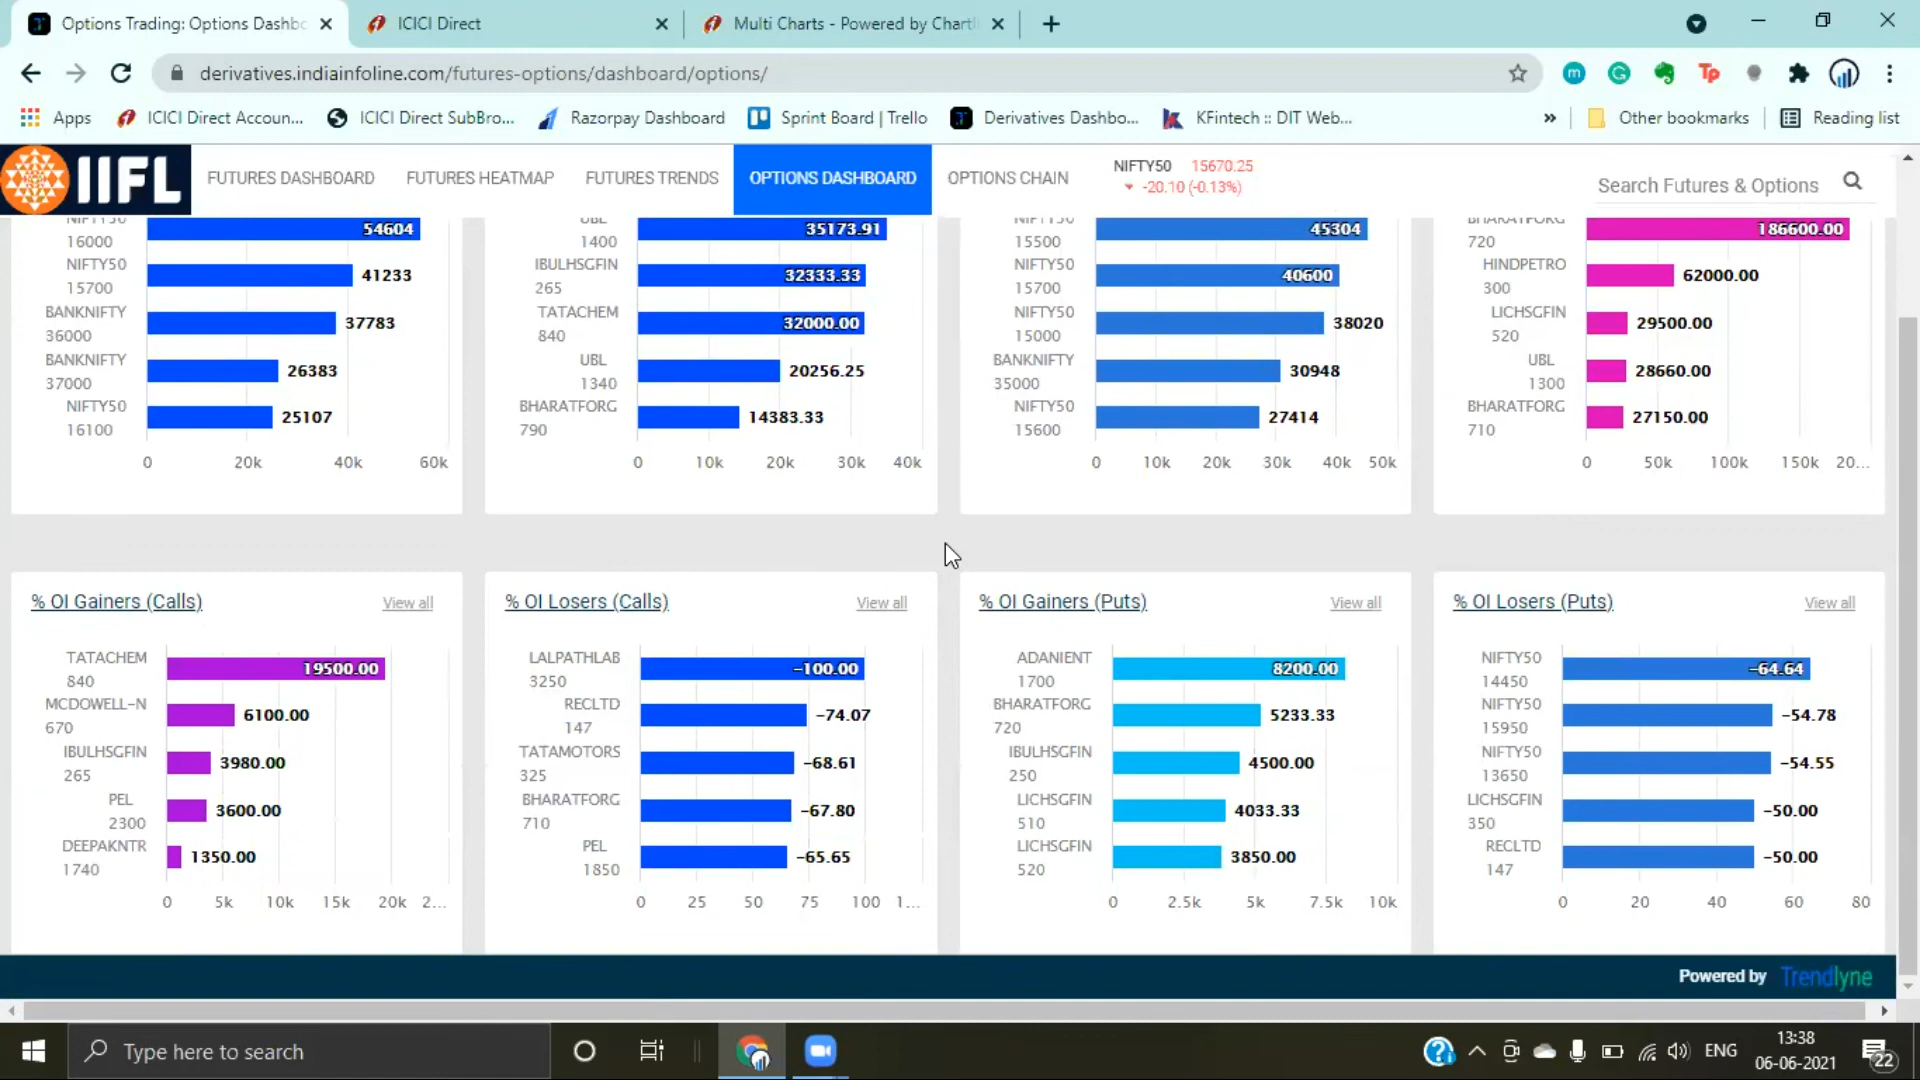 Options Trading: Options Dashbc
ICICI Direct
Multi Charts - Powered by Chartl
derivatives.indiainfoline.com/futures-options/dashboard/options/
Apps
ICICI Direct Accoun...
ICICI Direct SubBro...
Razorpay Dashboard
Sprint Board | Trello
Derivatives Dashbo...
KFintech :: DIT Web...
»
Other bookmarks
Reading list
IIFL
FUTURES DASHBOARD
FUTURES HEATMAP
FUTURES TRENDS
OPTIONS DASHBOARD
OPTIONS CHAIN
NIFTY50 15670.25
-20.10 (-0.13%)
Search Futures & Options
NIFTY50
16000
54604
NIFTY50
15700
41233
BANKNIFTY
36000
37783
BANKNIFTY
37000
26383
NIFTY50
16100
25107
0 20k 40k 60k
UBL
1400
35173.91
IBULHSGFIN
265
32333.33
TATACHEM
840
32000.00
UBL
1340
20256.25
BHARATFORG
790
14383.33
0 10k 20k 30k 40k
NIFTY50
15500
45304
NIFTY50
15700
40600
NIFTY50
15000
38020
BANKNIFTY
35000
30948
NIFTY50
15600
27414
0 10k 20k 30k 40k 50k
BHARATFORG
720
186600.00
HINDPETRO
300
62000.00
LICHSGFIN
520
29500.00
UBL
1300
28660.00
BHARATFORG
710
27150.00
0 50k 100k 150k 20...
% OI Gainers (Calls)
View all
TATACHEM
840
19500.00
MCDOWELL-N
670
6100.00
IBULHSGFIN
265
3980.00
PEL
2300
3600.00
DEEPAKNTR
1740
1350.00
0 5k 10k 15k 20k 2...
% OI Losers (Calls)
View all
LALPATHLAB
3250
-100.00
RECLTD
147
-74.07
TATAMOTORS
325
-68.61
BHARATFORG
710
-67.80
PEL
1850
-65.65
0 25 50 75 100 1...
% OI Gainers (Puts)
View all
ADANIENT
1700
8200.00
BHARATFORG
720
5233.33
IBULHSGFIN
250
4500.00
LICHSGFIN
510
4033.33
LICHSGFIN
520
3850.00
0 2.5k 5k 7.5k 10k
% OI Losers (Puts)
View all
NIFTY50
14450
-64.64
NIFTY50
15950
-54.78
NIFTY50
13650
-54.55
LICHSGFIN
350
-50.00
RECLTD
147
-50.00
0 20 40 60 80
Powered by Trendlyne
Type here to search
ENG
13:38
06-06-2021
22